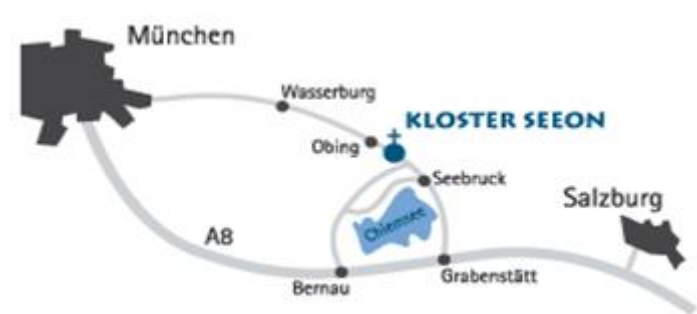 München
Wasserburg
KLOSTER SEEON
Obing
Seebruck
Salzburg
Chiemsee
A8
Grabenstätt
Bernau